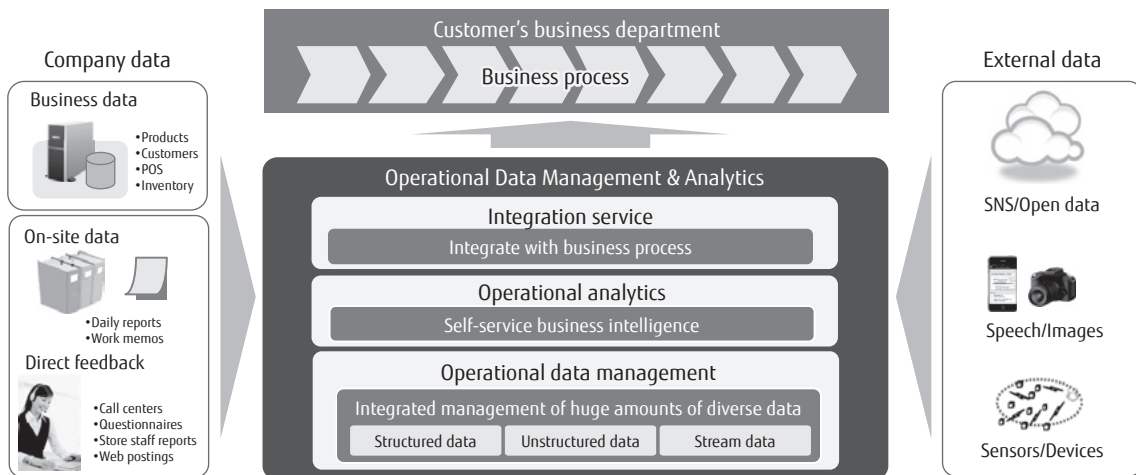 Customer's business department
Business process
Company data
Business data
•Products
•Customers
•POS
•Inventory
On-site data
•Daily reports
•Work memos
Direct feedback
•Call centers
•Questionnaires
•Store staff reports
•Web postings
Operational Data Management & Analytics
Integration service
Integrate with business process
Operational analytics
Self-service business intelligence
Operational data management
Integrated management of huge amounts of diverse data
Structured data
Unstructured data
Stream data
External data
SNS/Open data
Speech/Images
Sensors/Devices